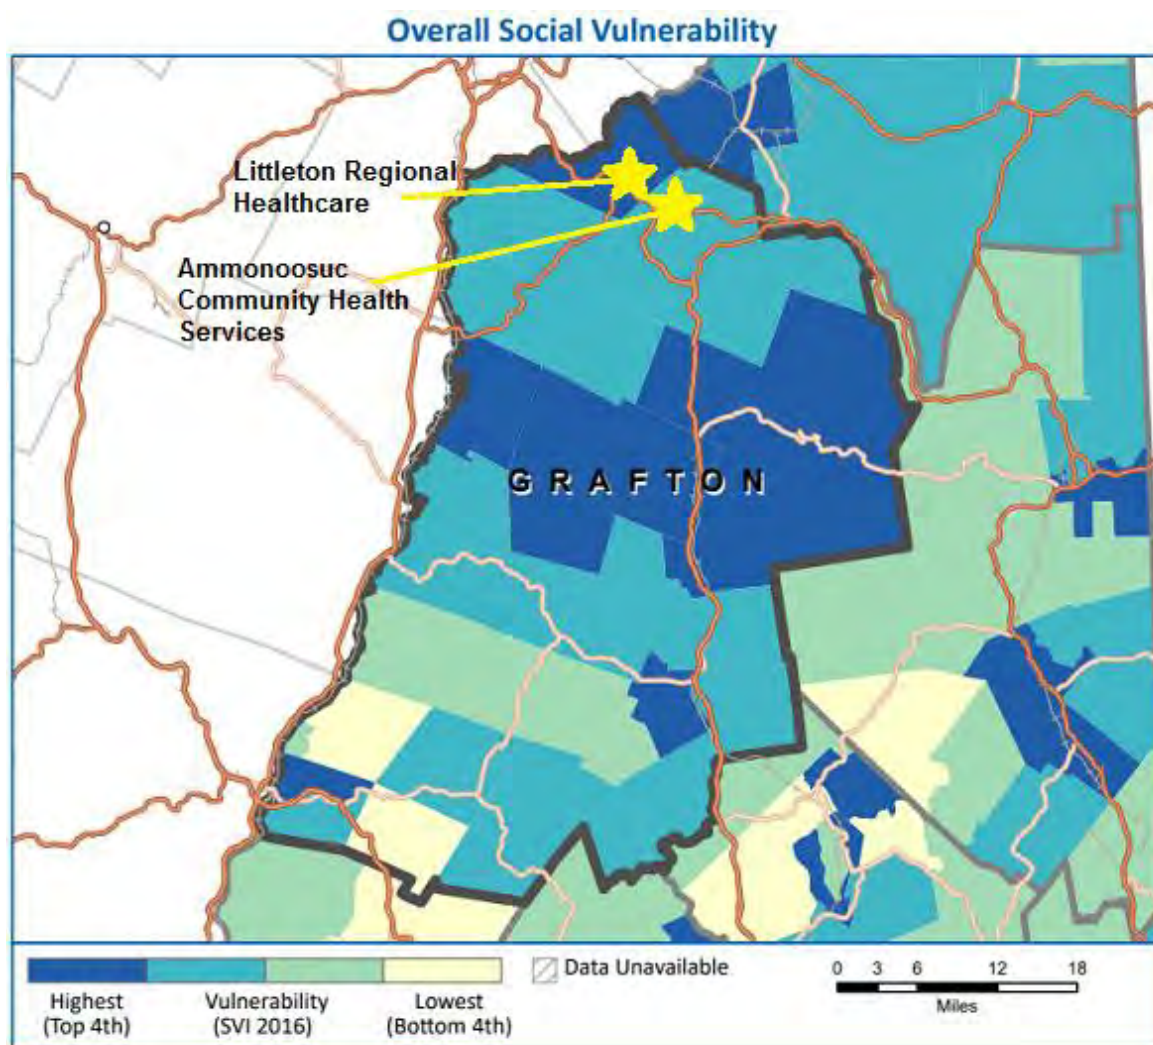 Overall Social Vulnerability
Littleton Regional
Healthcare
Ammonoosuc
Community Health
Services
GRAFTON
Highest
(Top 4th)
Vulnerability
(SVI 2016)
Lowest
(Bottom 4th)
Data Unavailable
0 3 6 12 18
Miles